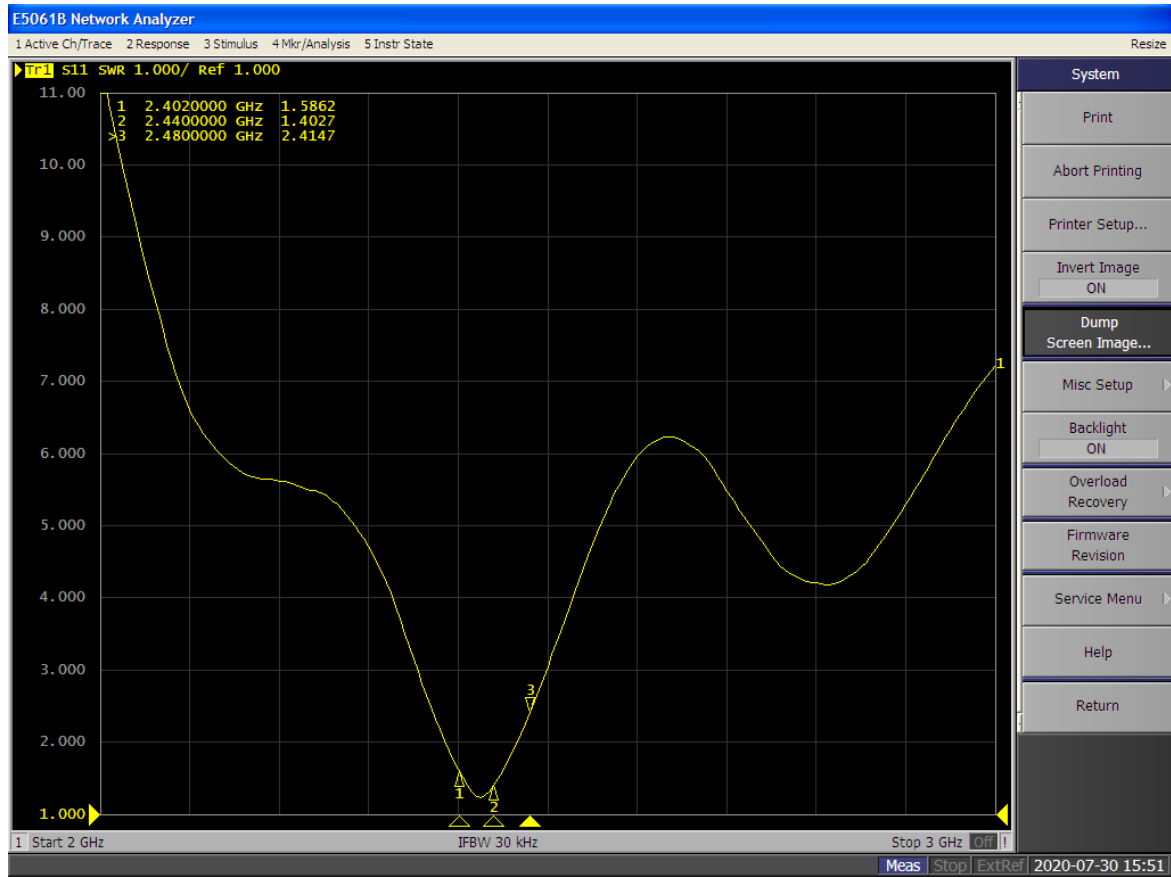 E5061B Network Analyzer
1 Active Ch/Trace 2 Response 3 Stimulus 4 Mkr/Analysis 5 Instr State
Resize
Tr1 S11 SWR 1.000/ Ref 1.000
1 2.4020000 GHz 1.5862
2 2.4400000 GHz 1.4027
>3 2.4800000 GHz 2.4147
11.00
10.00
9.000
8.000
7.000
6.000
5.000
4.000
3.000
2.000
1.000
1
3
1
2
System
Print
Abort Printing
Printer Setup...
Invert Image
ON
Dump
Screen Image...
Misc Setup
Backlight
ON
Overload
Recovery
Firmware
Revision
Service Menu
Help
Return
1 Start 2 GHz
IFBW 30 kHz
Stop 3 GHz Off !
Meas Stop ExtRef 2020-07-30 15:51